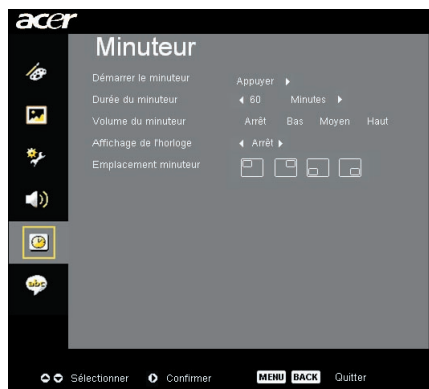 acer
Minuteur
Démarrer le minuteur Appuyer
Durée du minuteur 60 Minutes
Volume du minuteur Arrêt Bas Moyen Haut
Affichage de l'horloge Arrêt
Emplacement minuteur
abc
Sélectionner Confirmer MENU BACK Quitter